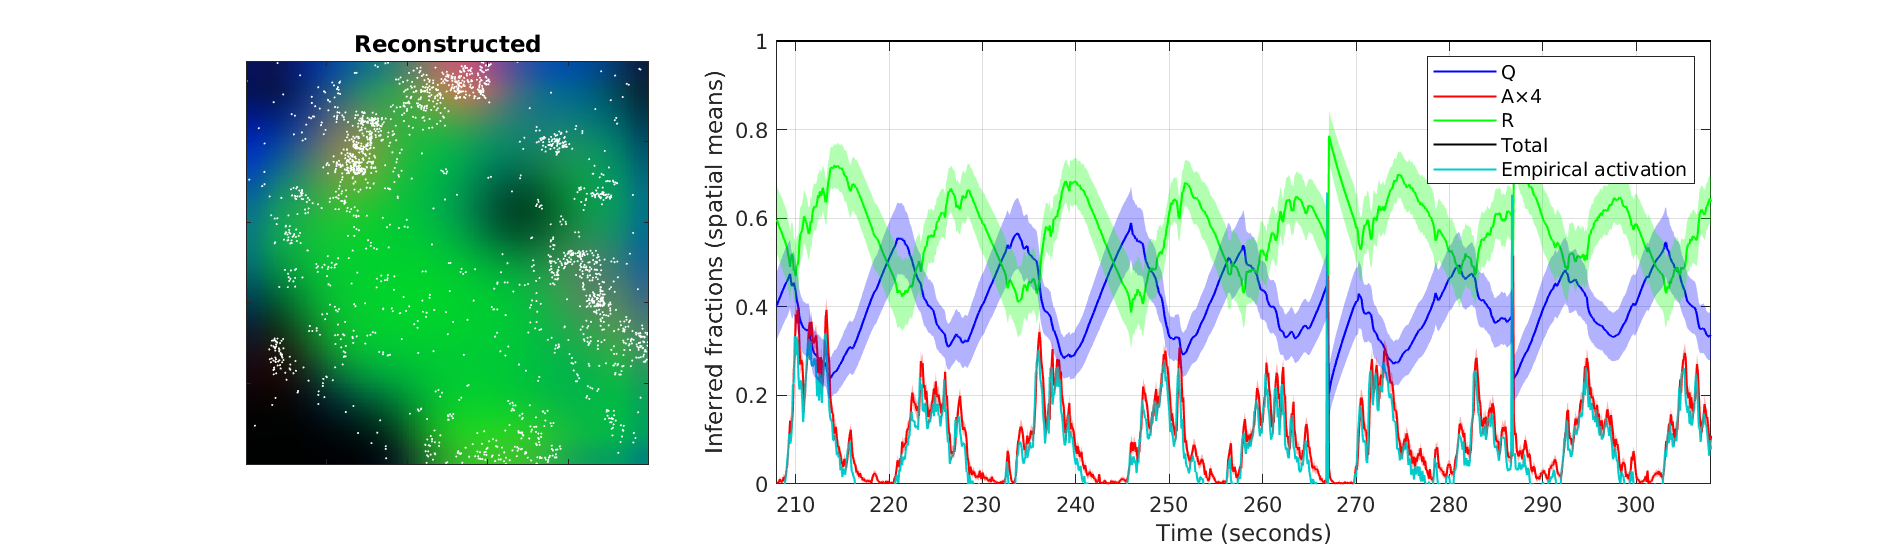 Reconstructed
Inferred fractions (spatial means)
1
0.8
0.6
0.4
0.2
0
Q
A×4
R
Total
Empirical activation
210 220 230 240 250 260 270 280 290 300
Time (seconds)